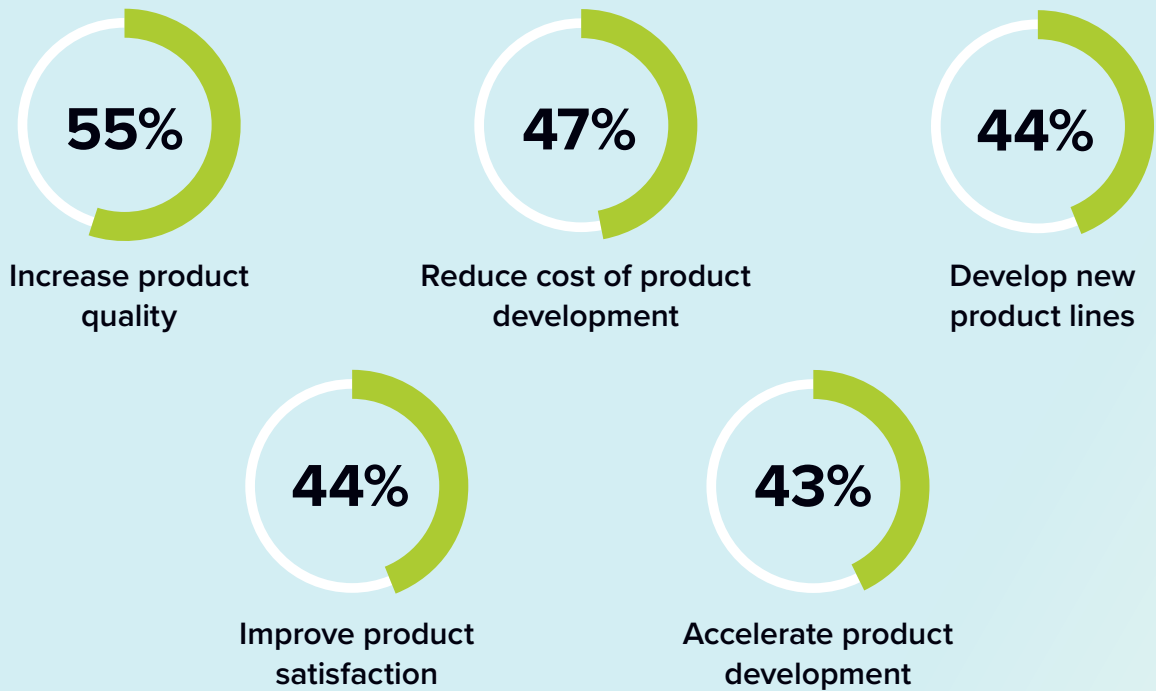 55%
47%
44%
Increase product
quality
Reduce cost of product
development
Develop new
product lines
44%
43%
Improve product
satisfaction
Accelerate product
development